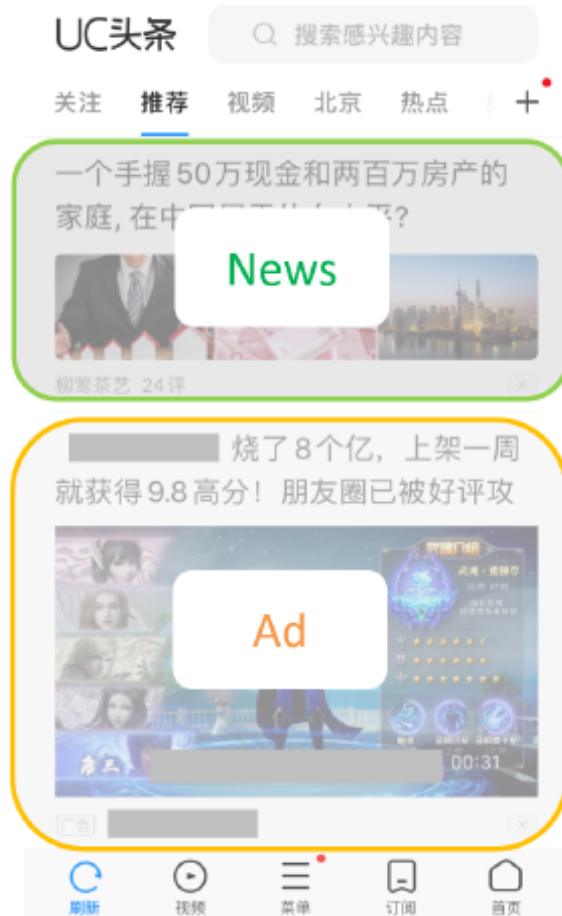 UC头条 搜索感兴趣内容
关注 推荐 视频 北京 热点
一个手握50万现金和两百万房产的
家庭, 在中
?
News
柳莺茶艺 24评
烧了8个亿, 上架一周
就获得9.8高分! 朋友圈已被好评攻
Ad
唐三
00:31
广告
刷新 视频 菜单 订阅 首页